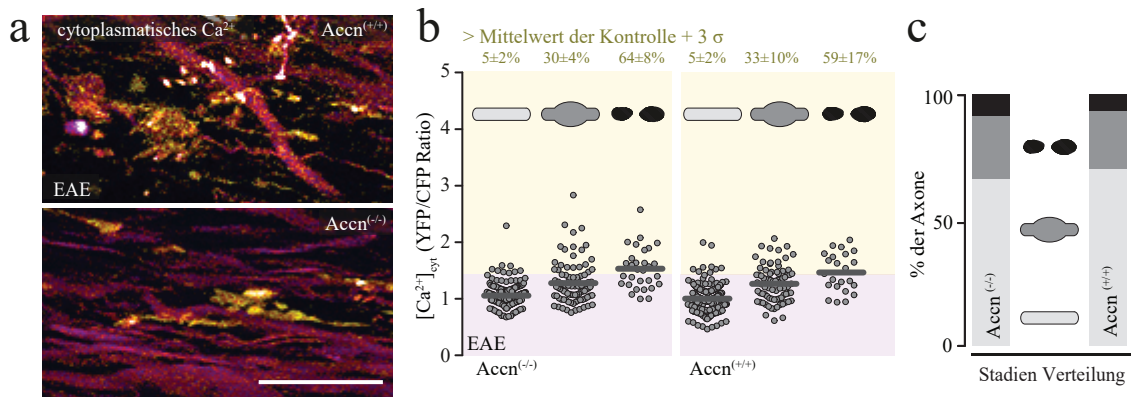 a
cytoplasmatisches Ca²⁺ Accn⁽⁺/⁺⁾
EAE
Accn⁽⁻/⁻⁾
b
> Mittelwert der Kontrolle + 3 σ
5±2% 30±4% 64±8% 5±2% 33±10% 59±17%
[Ca²⁺]cyt (YFP/CFP Ratio)
5
4
3
2
1
0
EAE
Accn⁽⁻/⁻⁾ Accn⁽⁺/⁺⁾
c
% der Axone
100
50
0
Accn⁽⁻/⁻⁾
Accn⁽⁺/⁺⁾
Stadien Verteilung